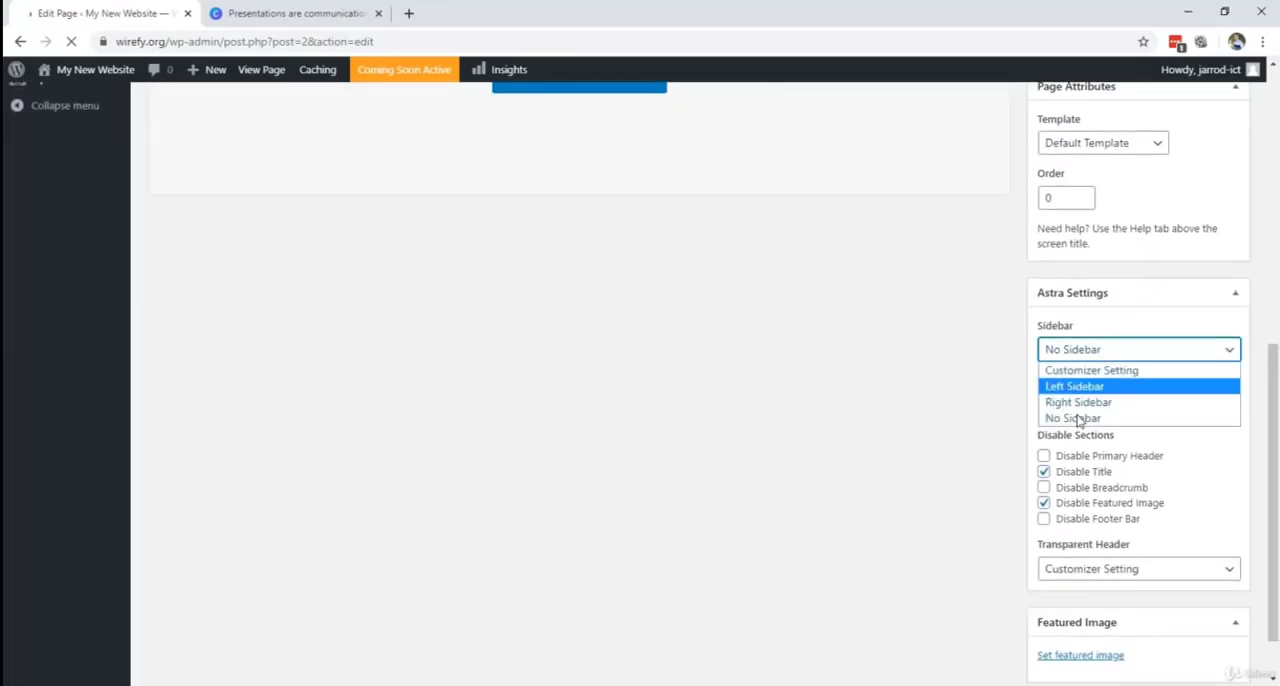 Edit Page ‹ My New Website —
Presentations are communicatio
wirefy.org/wp-admin/post.php?post=2&action=edit
My New Website 0 New View Page Caching Coming Soon Active Insights Howdy, jarrod-ict
Collapse menu
Page Attributes
Template
Default Template
Order
0
Need help? Use the Help tab above the
screen title.
Astra Settings
Sidebar
No Sidebar
Customizer Setting
Left Sidebar
Right Sidebar
No Sidebar
Disable Sections
Disable Primary Header
Disable Title
Disable Breadcrumb
Disable Featured Image
Disable Footer Bar
Transparent Header
Customizer Setting
Featured Image
Set featured image
Udemy